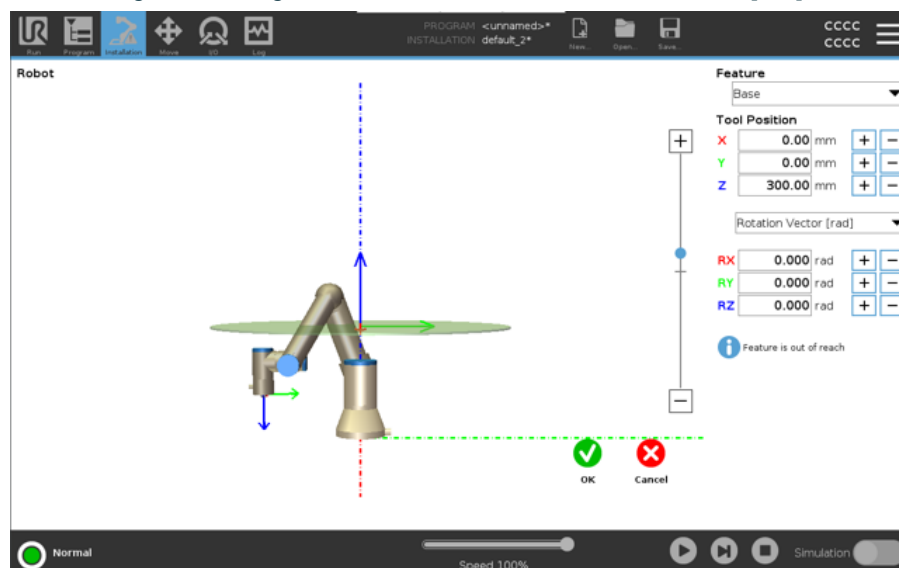 UR
PROGRAM <unnamed>*
INSTALLATION default_2*
Run Program Installation Move I/O Log New... Open... Save...
cccc
cccc
Robot
Feature
Base
Tool Position
X 0.00 mm + −
Y 0.00 mm + −
Z 300.00 mm + −
Rotation Vector [rad]
RX 0.000 rad + −
RY 0.000 rad + −
RZ 0.000 rad + −
Feature is out of reach
OK Cancel
Normal
Speed 100%
Simulation